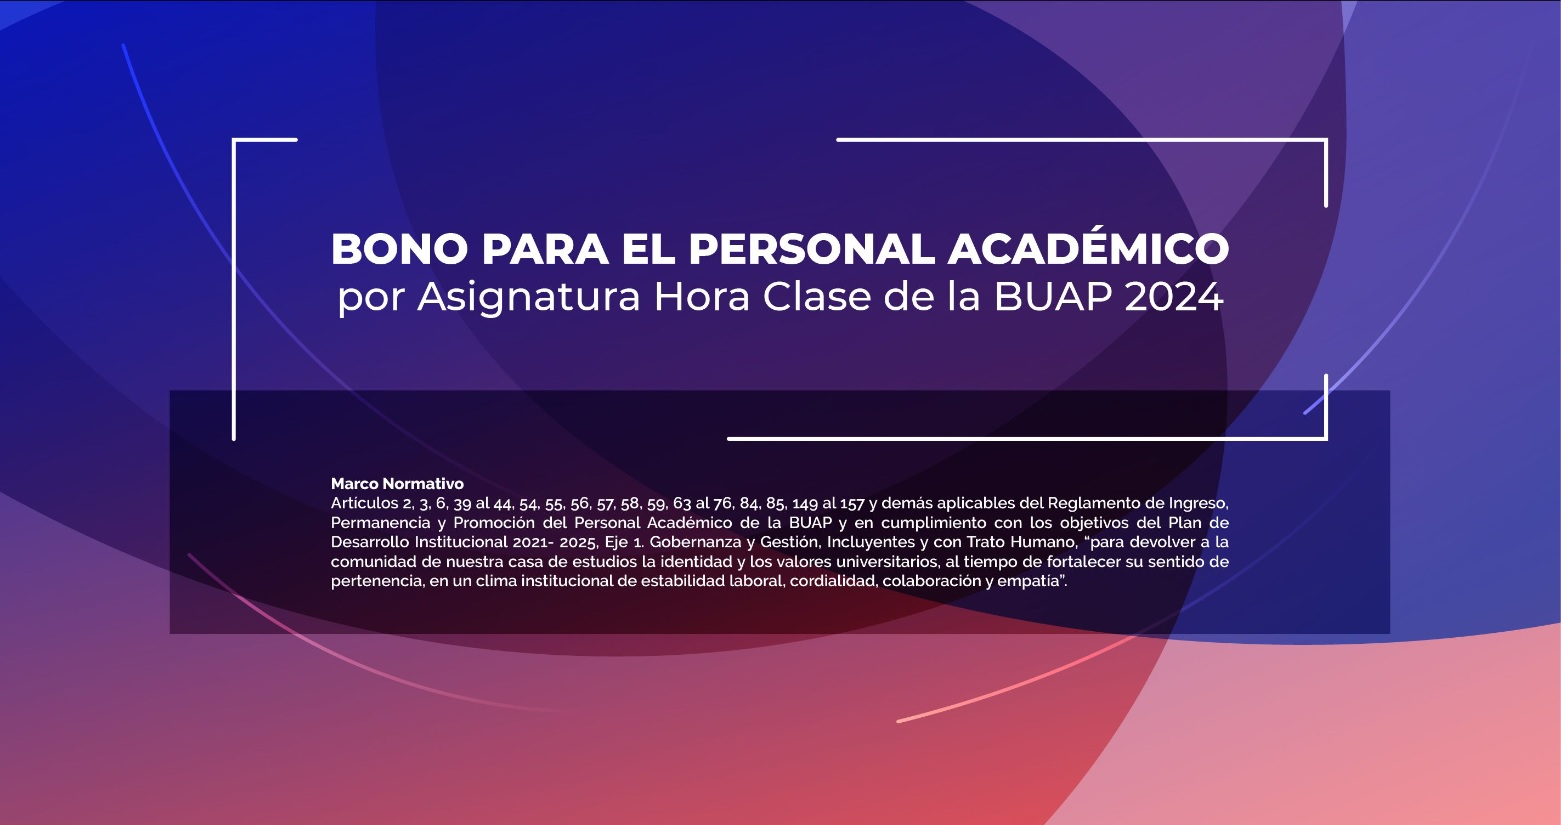 BONO PARA EL PERSONAL ACADÉMICO
por Asignatura Hora Clase de la BUAP 2024
Marco Normativo
Artículos 2, 3, 6, 39 al 44, 54, 55, 56, 57, 58, 59, 63 al 76, 84, 85, 149 al 157 y demás aplicables del Reglamento de Ingreso,
Permanencia y Promoción del Personal Académico de la BUAP y en cumplimiento con los objetivos del Plan de
Desarrollo Institucional 2021- 2025, Eje 1. Gobernanza y Gestión, Incluyentes y con Trato Humano, “para devolver a la
comunidad de nuestra casa de estudios la identidad y los valores universitarios, al tiempo de fortalecer su sentido de
pertenencia, en un clima institucional de estabilidad laboral, cordialidad, colaboración y empatía”.